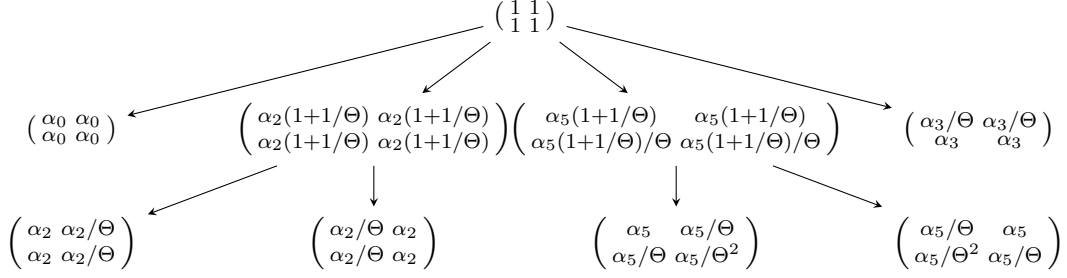 ( 1 1
1 1 )
( α0 α0
α0 α0 )
( α2(1+1/Θ) α2(1+1/Θ)
α2(1+1/Θ) α2(1+1/Θ) )
( α5(1+1/Θ) α5(1+1/Θ)
α5(1+1/Θ)/Θ α5(1+1/Θ)/Θ )
( α3/Θ α3/Θ
α3 α3 )
( α2 α2/Θ
α2 α2/Θ )
( α2/Θ α2
α2/Θ α2 )
( α5 α5/Θ
α5/Θ α5/Θ² )
( α5/Θ α5
α5/Θ² α5/Θ )